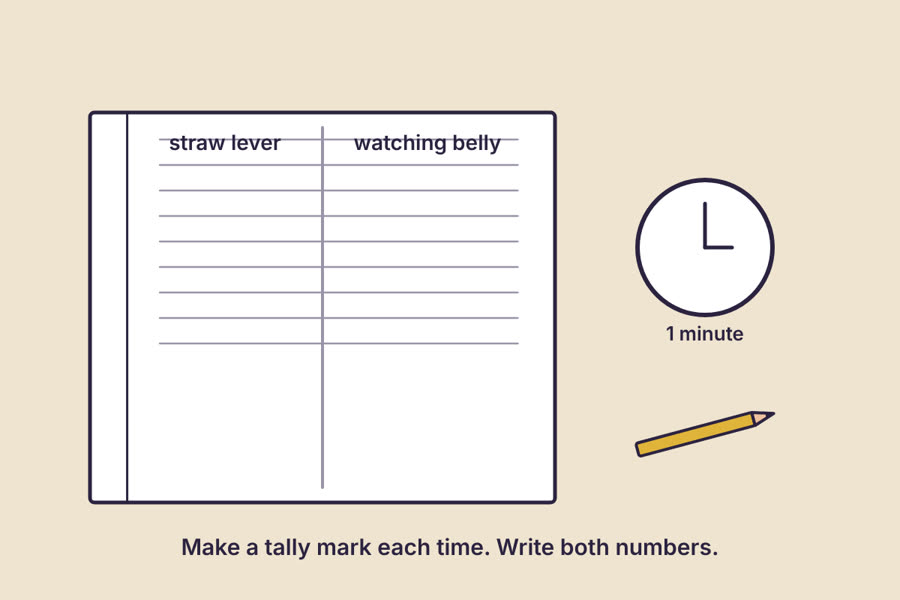 straw lever
watching belly
1 minute
Make a tally mark each time. Write both numbers.